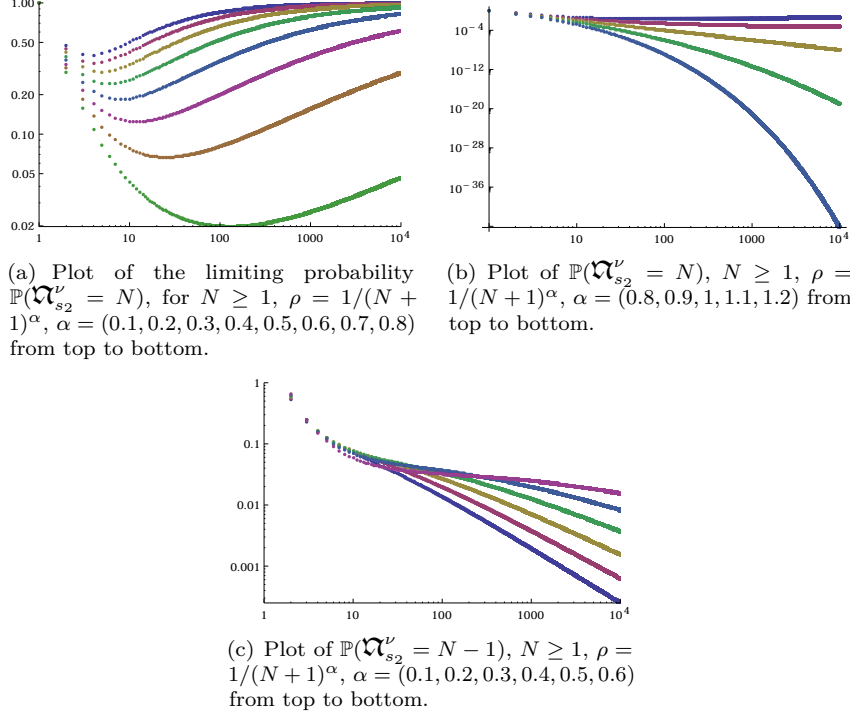 1.00
0.50
0.20
0.10
0.05
0.02
1 10 100 1000 10^4
10^-4
10^-12
10^-20
10^-28
10^-36
10 100 1000 10^4
(a) Plot of the limiting probability
ℙ(𝔑^ν_{s_2} = N), for N ≥ 1, ρ = 1/(N +
1)^α, α = (0.1, 0.2, 0.3, 0.4, 0.5, 0.6, 0.7, 0.8)
from top to bottom.
(b) Plot of ℙ(𝔑^ν_{s_2} = N), N ≥ 1, ρ =
1/(N + 1)^α, α = (0.8, 0.9, 1, 1.1, 1.2) from
top to bottom.
1
0.1
0.01
0.001
1 10 100 1000 10^4
(c) Plot of ℙ(𝔑^ν_{s_2} = N − 1), N ≥ 1, ρ =
1/(N + 1)^α, α = (0.1, 0.2, 0.3, 0.4, 0.5, 0.6)
from top to bottom.